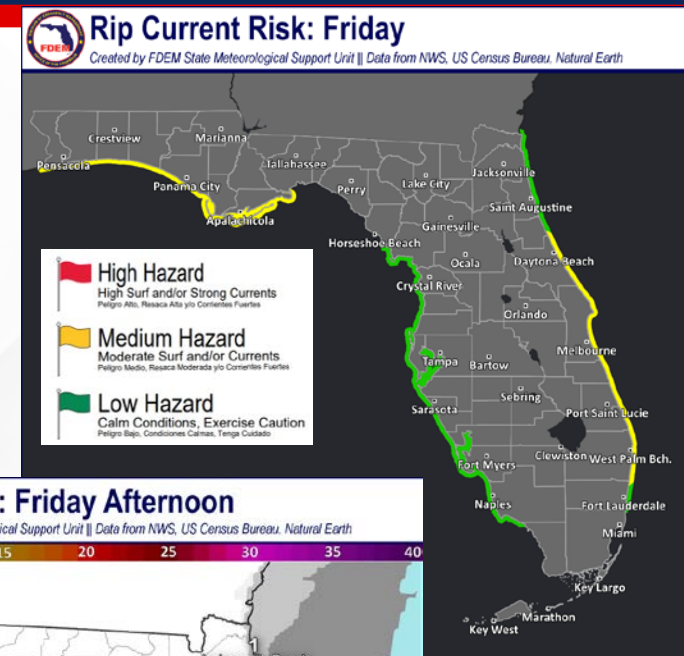 FDEM
Rip Current Risk: Friday
Created by FDEM State Meteorological Support Unit || Data from NWS, US Census Bureau, Natural Earth
Crestview
Marianna
Pensacola
Panama City
Tallahassee
Apalachicola
Perry
Lake City
Jacksonville
Saint Augustine
Gainesville
Horseshoe Beach
Ocala
Daytona Beach
Crystal River
Orlando
Melbourne
Tampa
Bartow
Sebring
Sarasota
Port Saint Lucie
Fort Myers
Clewiston
West Palm Bch.
Naples
Fort Lauderdale
Miami
Key Largo
Marathon
Key West
High Hazard
High Surf and/or Strong Currents
Peligro Alto, Resaca Alta y/o Corrientes Fuertes
Medium Hazard
Moderate Surf and/or Currents
Peligro Medio, Resaca Moderada y/o Corrientes Fuertes
Low Hazard
Calm Conditions, Exercise Caution
Peligro Bajo, Condiciones Calmas, Tenga Cuidado
: Friday Afternoon
ical Support Unit || Data from NWS, US Census Bureau, Natural Earth
15 20 25 30 35 40
1